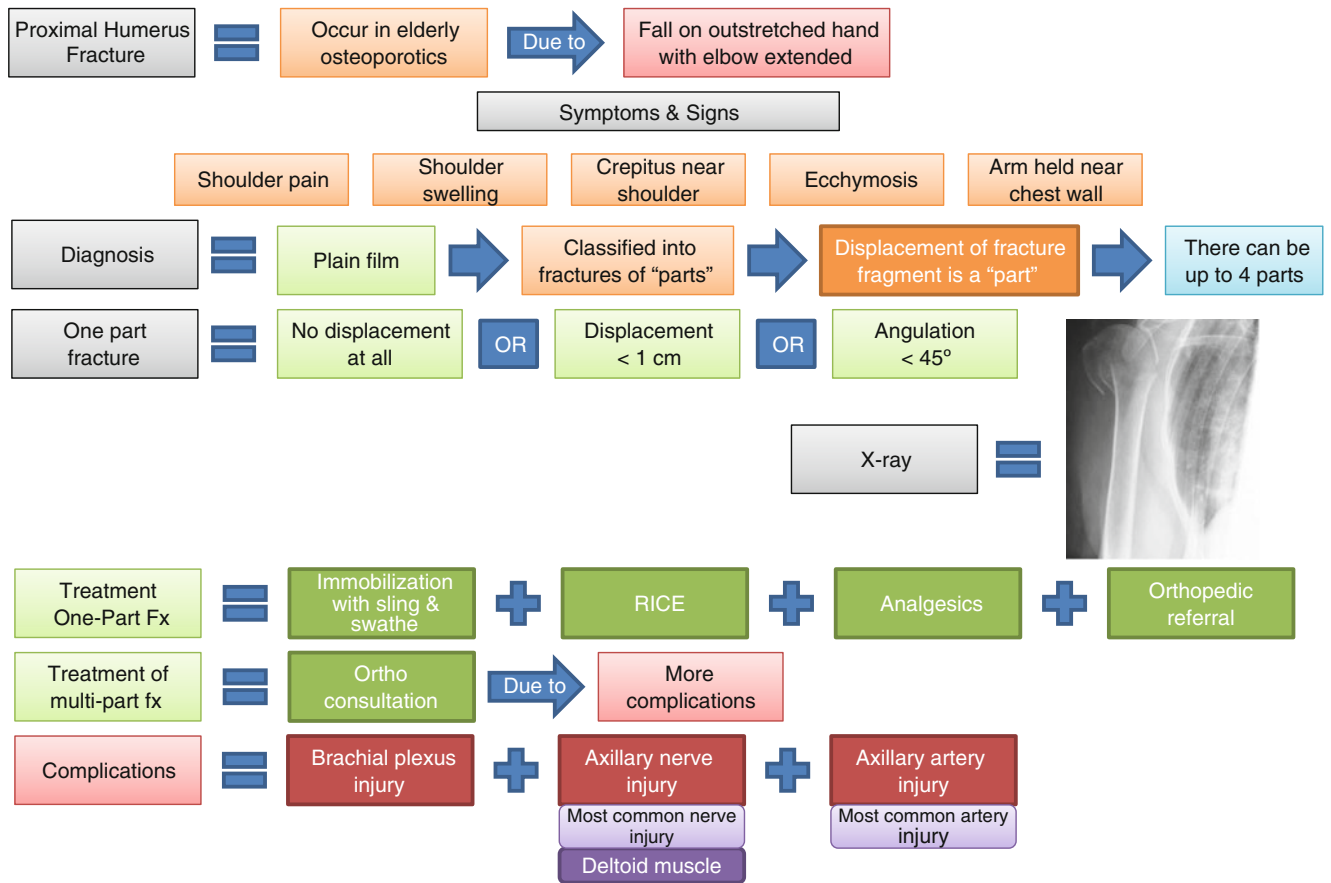 Proximal Humerus
Fracture
Occur in elderly
osteoporotics
Due to
Fall on outstretched hand
with elbow extended
Symptoms & Signs
Shoulder pain
Shoulder
swelling
Crepitus near
shoulder
Ecchymosis
Arm held near
chest wall
Diagnosis
Plain film
Classified into
fractures of “parts”
Displacement of fracture
fragment is a “part”
There can be
up to 4 parts
One part
fracture
No displacement
at all
OR
Displacement
< 1 cm
OR
Angulation
< 45º
X-ray
Treatment
One-Part Fx
Immobilization
with sling &
swathe
RICE
Analgesics
Orthopedic
referral
Treatment of
multi-part fx
Ortho
consultation
Due to
More
complications
Complications
Brachial plexus
injury
Axillary nerve
injury
Most common nerve
injury
Deltoid muscle
Axillary artery
injury
Most common artery
injury